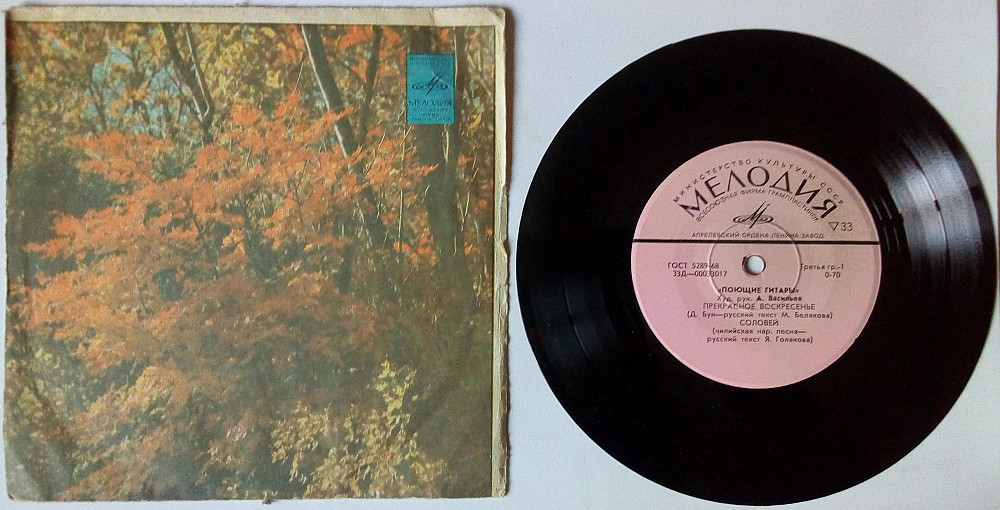 МЕЛОДИЯ
МИНИСТЕРСТВО КУЛЬТУРЫ СССР
МЕЛОДИЯ
ВСЕСОЮЗНАЯ ФИРМА ГРАМПЛАСТИНОК
▽33
АПРЕЛЕВСКИЙ ОРДЕНА ЛЕНИНА ЗАВОД
ГОСТ 5289-68 Третья гр.-1
33Д—00033017 0-70
«ПОЮЩИЕ ГИТАРЫ»
Худ. рук. А. Васильев
ПРЕКРАСНОЕ ВОСКРЕСЕНЬЕ
(Д. Бун—русский текст М. Белякова)
СОЛОВЕЙ
(чилийская нар. песня—
русский текст Я. Голякова)